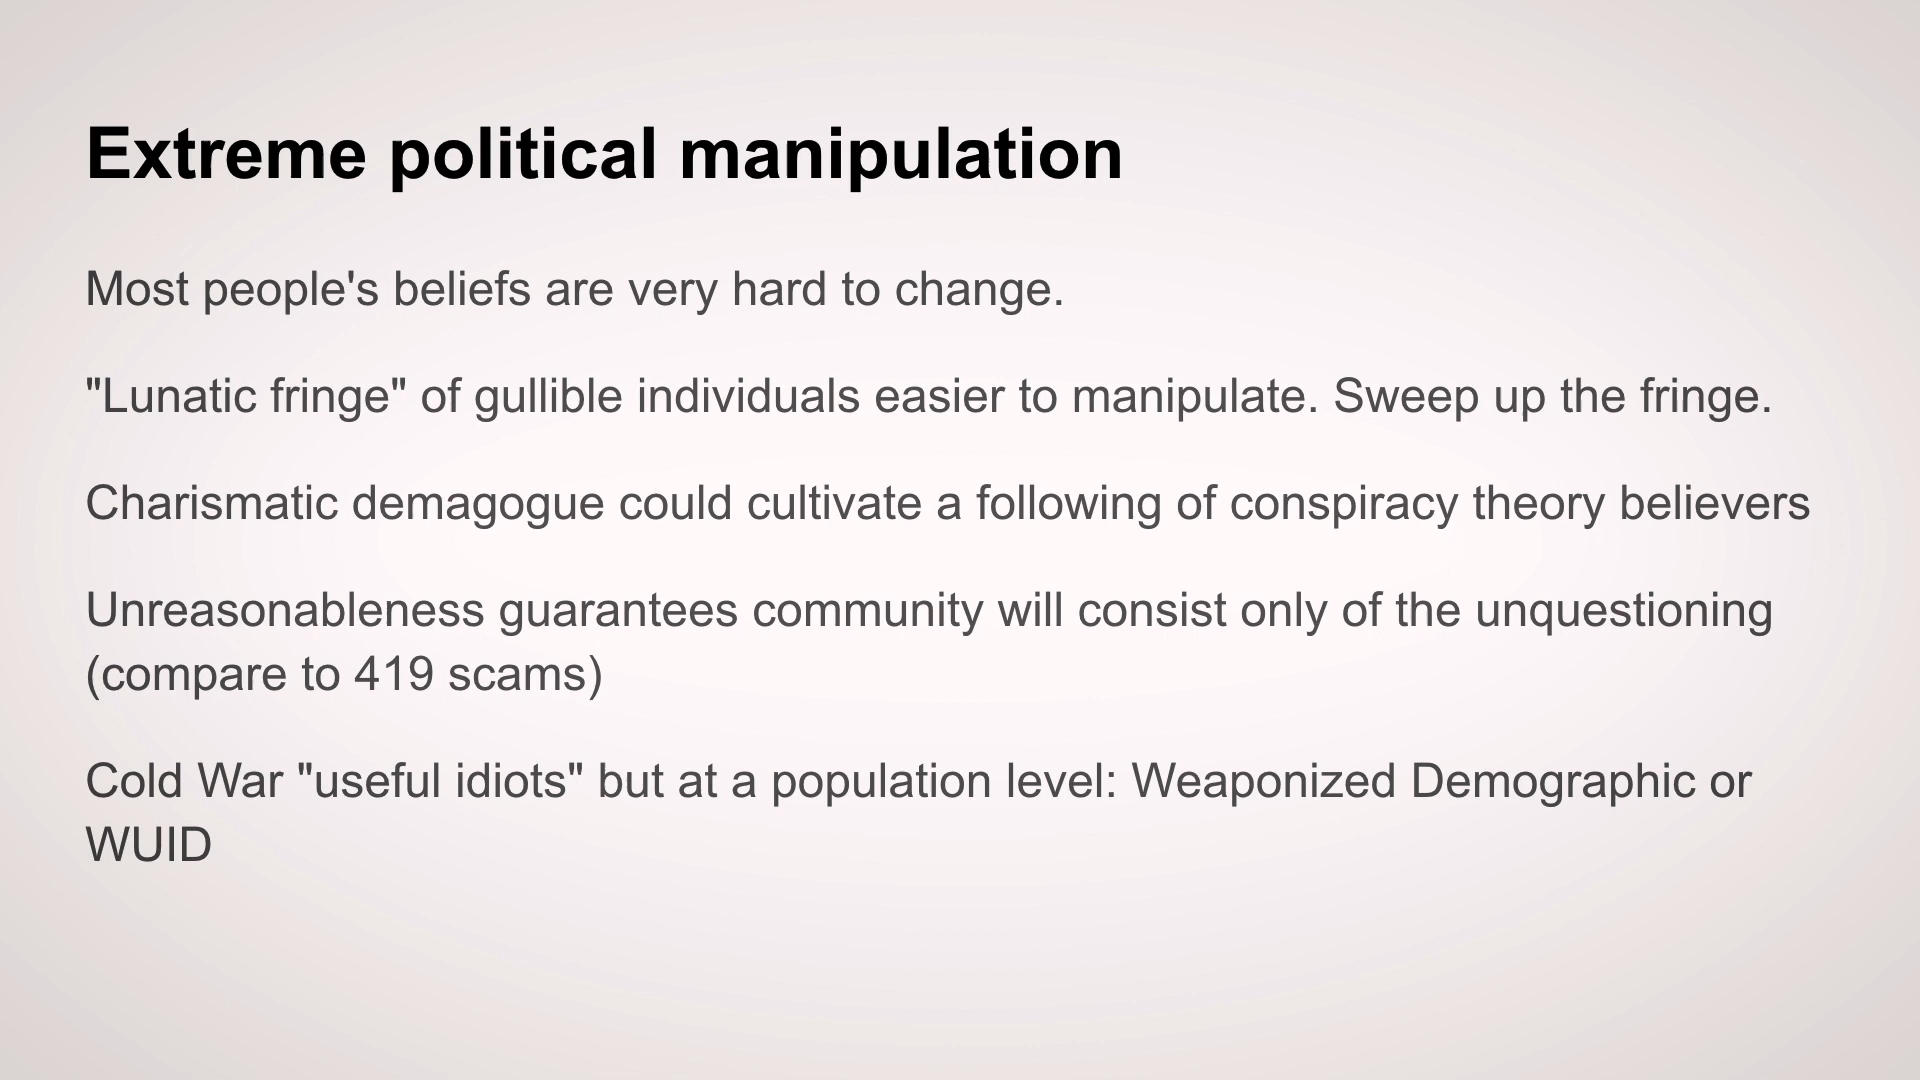 Extreme political manipulation
Most people's beliefs are very hard to change.
"Lunatic fringe" of gullible individuals easier to manipulate. Sweep up the fringe.
Charismatic demagogue could cultivate a following of conspiracy theory believers
Unreasonableness guarantees community will consist only of the unquestioning
(compare to 419 scams)
Cold War "useful idiots" but at a population level: Weaponized Demographic or
WUID